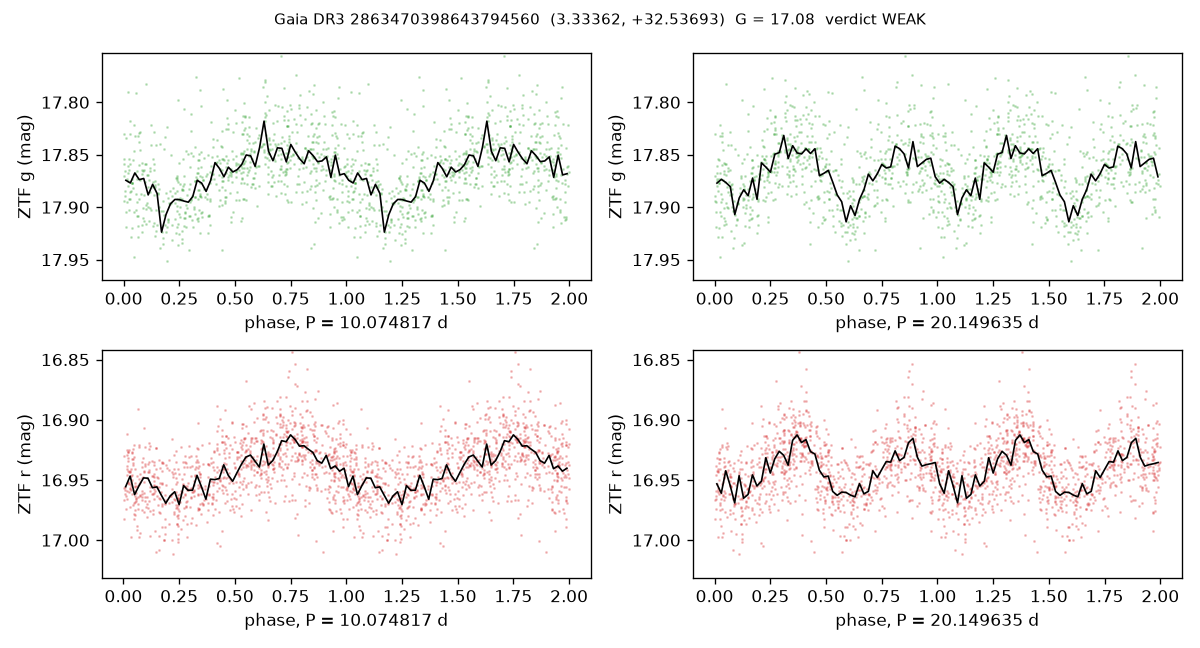 Gaia DR3 2863470398643794560 (3.33362, +32.53693) G = 17.08 verdict WEAK
ZTF g (mag)
17.80
17.85
17.90
17.95
0.00 0.25 0.50 0.75 1.00 1.25 1.50 1.75 2.00
phase, P = 10.074817 d
ZTF g (mag)
17.80
17.85
17.90
17.95
0.00 0.25 0.50 0.75 1.00 1.25 1.50 1.75 2.00
phase, P = 20.149635 d
ZTF r (mag)
16.85
16.90
16.95
17.00
0.00 0.25 0.50 0.75 1.00 1.25 1.50 1.75 2.00
phase, P = 10.074817 d
ZTF r (mag)
16.85
16.90
16.95
17.00
0.00 0.25 0.50 0.75 1.00 1.25 1.50 1.75 2.00
phase, P = 20.149635 d